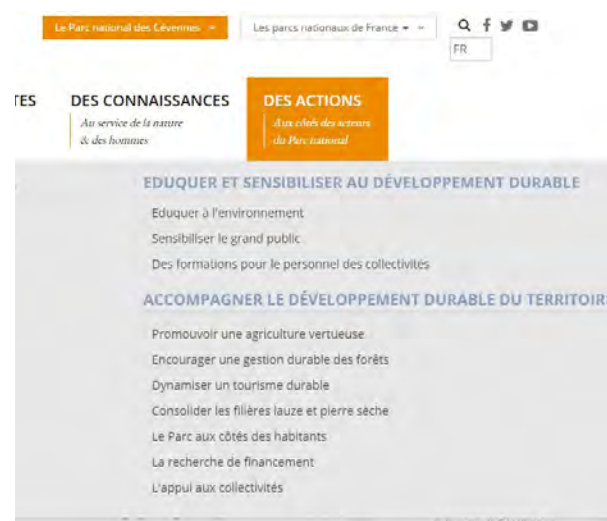 Le Parc national des Cévennes
Les parcs nationaux de France
FR
TES
DES CONNAISSANCES
Au service de la nature
& des hommes
DES ACTIONS
Aux côtés des acteurs
du Parc national
EDUQUER ET SENSIBILISER AU DÉVELOPPEMENT DURABLE
Eduquer à l'environnement
Sensibiliser le grand public
Des formations pour le personnel des collectivités
ACCOMPAGNER LE DÉVELOPPEMENT DURABLE DU TERRITOIRE
Promouvoir une agriculture vertueuse
Encourager une gestion durable des forêts
Dynamiser un tourisme durable
Consolider les filières lauze et pierre sèche
Le Parc aux côtés des habitants
La recherche de financement
L'appui aux collectivités